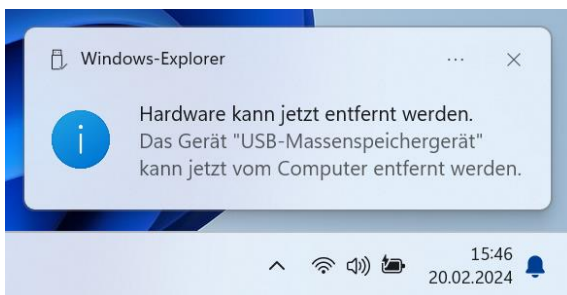 Windows-Explorer
Hardware kann jetzt entfernt werden.
Das Gerät "USB-Massenspeichergerät"
kann jetzt vom Computer entfernt werden.
15:46
20.02.2024